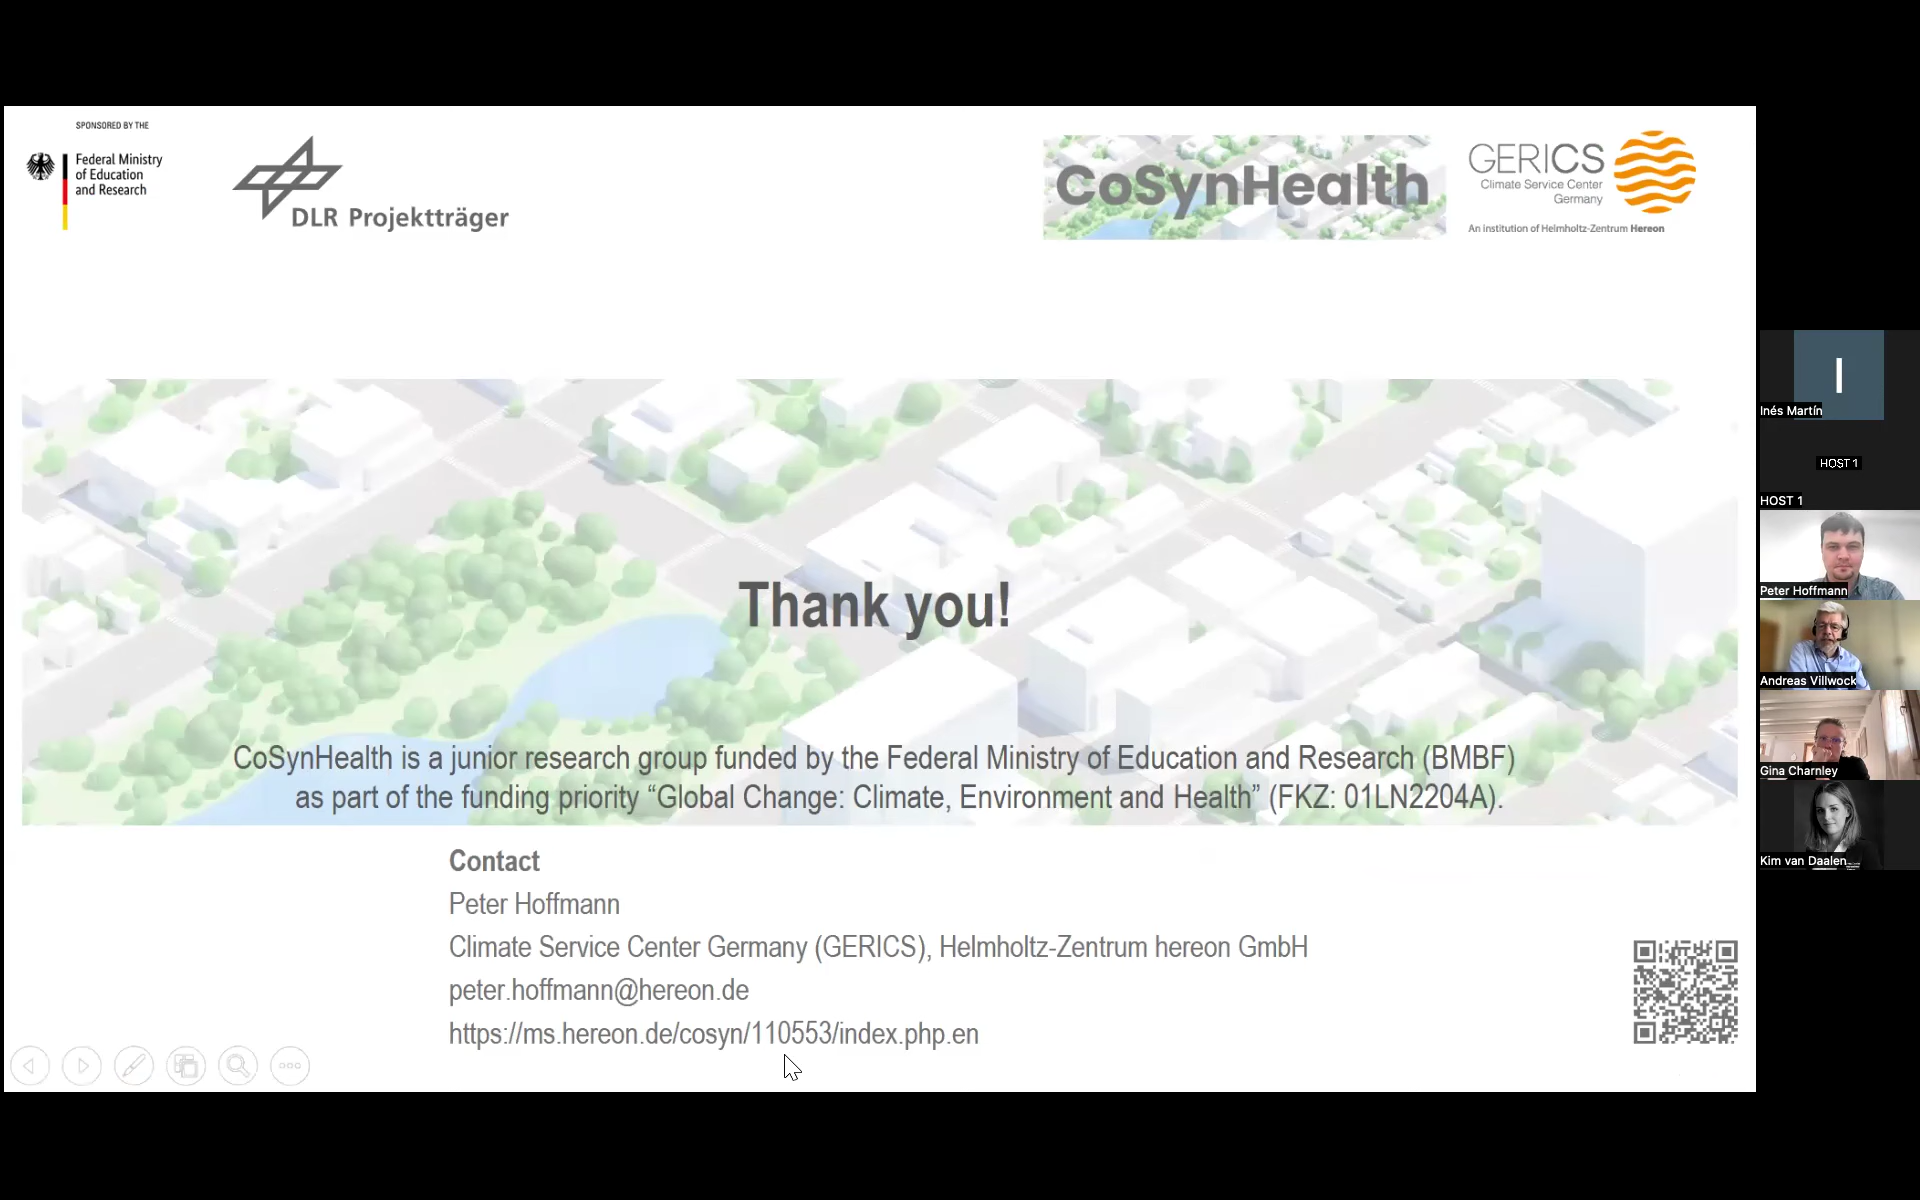 SPONSORED BY THE
Federal Ministry
of Education
and Research
DLR Projektträger
CoSynHealth
GERICS
Climate Service Center
Germany
An institution of Helmholtz-Zentrum Hereon
Thank you!
CoSynHealth is a junior research group funded by the Federal Ministry of Education and Research (BMBF)
as part of the funding priority “Global Change: Climate, Environment and Health” (FKZ: 01LN2204A).
Contact
Peter Hoffmann
Climate Service Center Germany (GERICS), Helmholtz-Zentrum hereon GmbH
peter.hoffmann@hereon.de
https://ms.hereon.de/cosyn/110553/index.php.en
I
Inés Martín
HOST 1
HOST 1
Peter Hoffmann
Andreas Villwock
Gina Charnley
Kim van Daalen